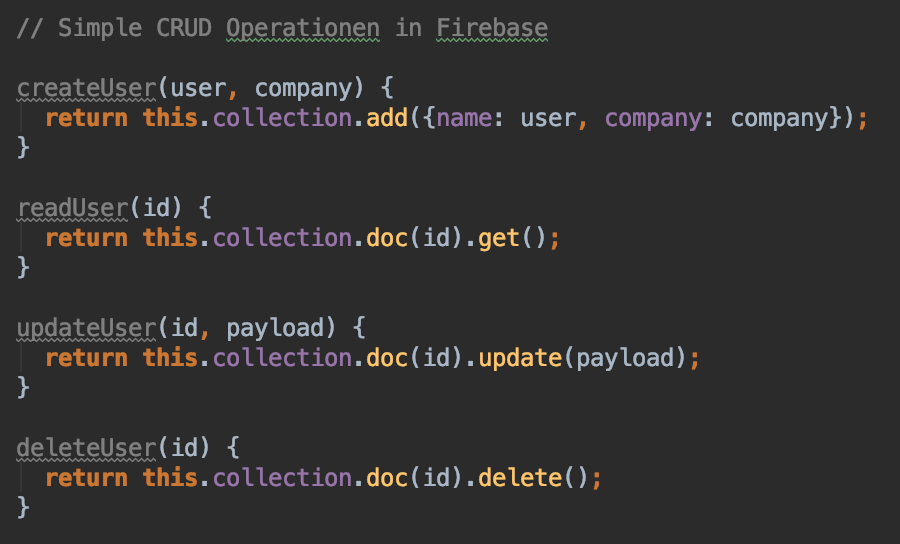 // Simple CRUD Operationen in Firebase
createUser(user, company) {
return this.collection.add({name: user, company: company});
}
readUser(id) {
return this.collection.doc(id).get();
}
updateUser(id, payload) {
return this.collection.doc(id).update(payload);
}
deleteUser(id) {
return this.collection.doc(id).delete();
}